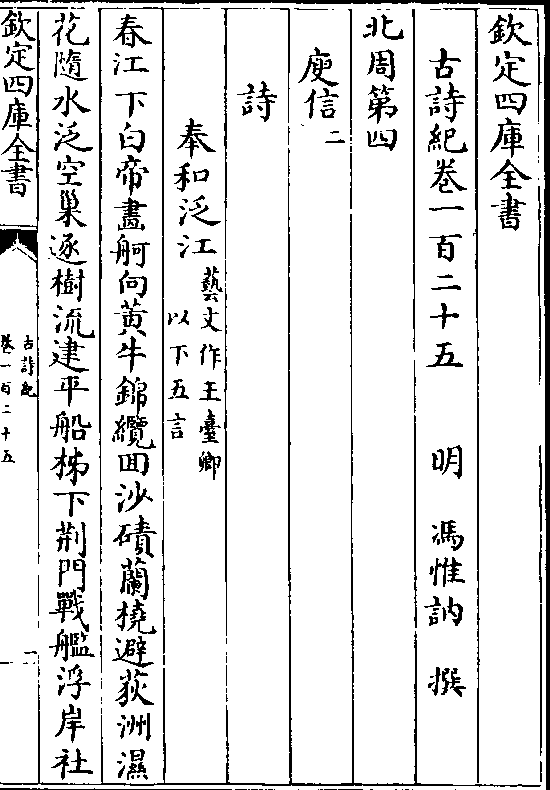 欽定四庫全書
古詩紀卷一百二十五　明　馮惟訥　撰
北周第四
庾信二
詩
奉和泛江藝文作王臺卿
以下五言
春江下白帝畫舸向黃牛錦纜回沙磧蘭橈避荻洲濕
花隨水泛空巢逐樹流建平船柹下荆門戰艦浮岸社
欽定四庫全書
古詩紀
卷一百二十五
一